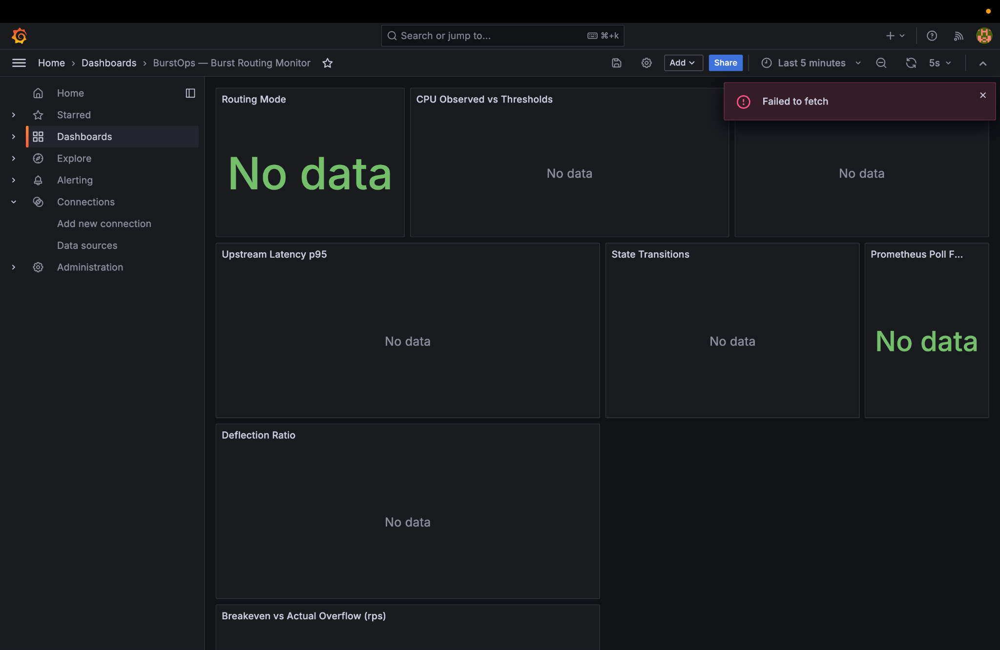 Search or jump to...
⌘+k
Home › Dashboards › BurstOps — Burst Routing Monitor
Add
Share
Last 5 minutes
5s
Home
Starred
Dashboards
Explore
Alerting
Connections
Add new connection
Data sources
Administration
Routing Mode
No data
CPU Observed vs Thresholds
No data
Failed to fetch
No data
Upstream Latency p95
No data
State Transitions
No data
Prometheus Poll F...
No data
Deflection Ratio
No data
Breakeven vs Actual Overflow (rps)